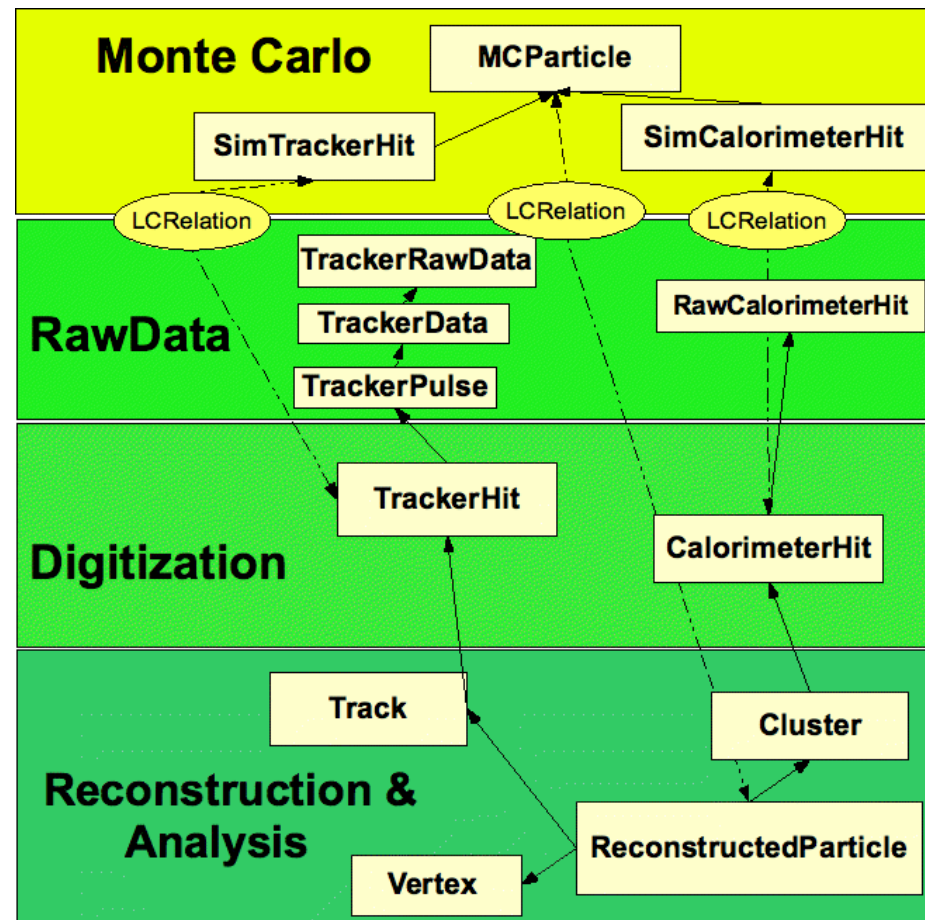 Monte Carlo
MCParticle
SimTrackerHit
SimCalorimeterHit
LCRelation
LCRelation
LCRelation
TrackerRawData
RawCalorimeterHit
TrackerData
RawData
TrackerPulse
TrackerHit
CalorimeterHit
Digitization
Track
Cluster
Reconstruction &
Analysis
ReconstructedParticle
Vertex